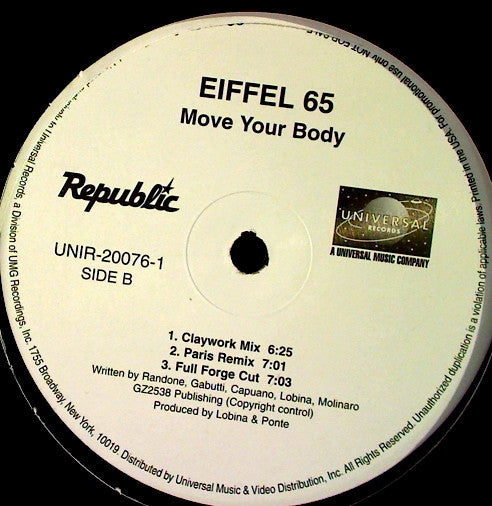 EIFFEL 65
Move Your Body
Republic
UNIVERSAL
RECORDS
A UNIVERSAL MUSIC COMPANY
UNIR-20076-1
SIDE B
1. Claywork Mix 6:25
2. Paris Remix 7:01
3. Full Forge Cut 7:03
Written by Randone, Gabutti, Capuano, Lobina, Molinaro
GZ2538 Publishing (Copyright control)
Produced by Lobina & Ponte
Universal Records, a Division of UMG Recordings, Inc. 1755 Broadway, New York, 10019 Distributed by Universal Music & Video Distribution, Inc. All Rights Reserved. Unauthorized duplication is a violation of applicable laws. Printed in the USA. For promotional use only NOT FOR SALE